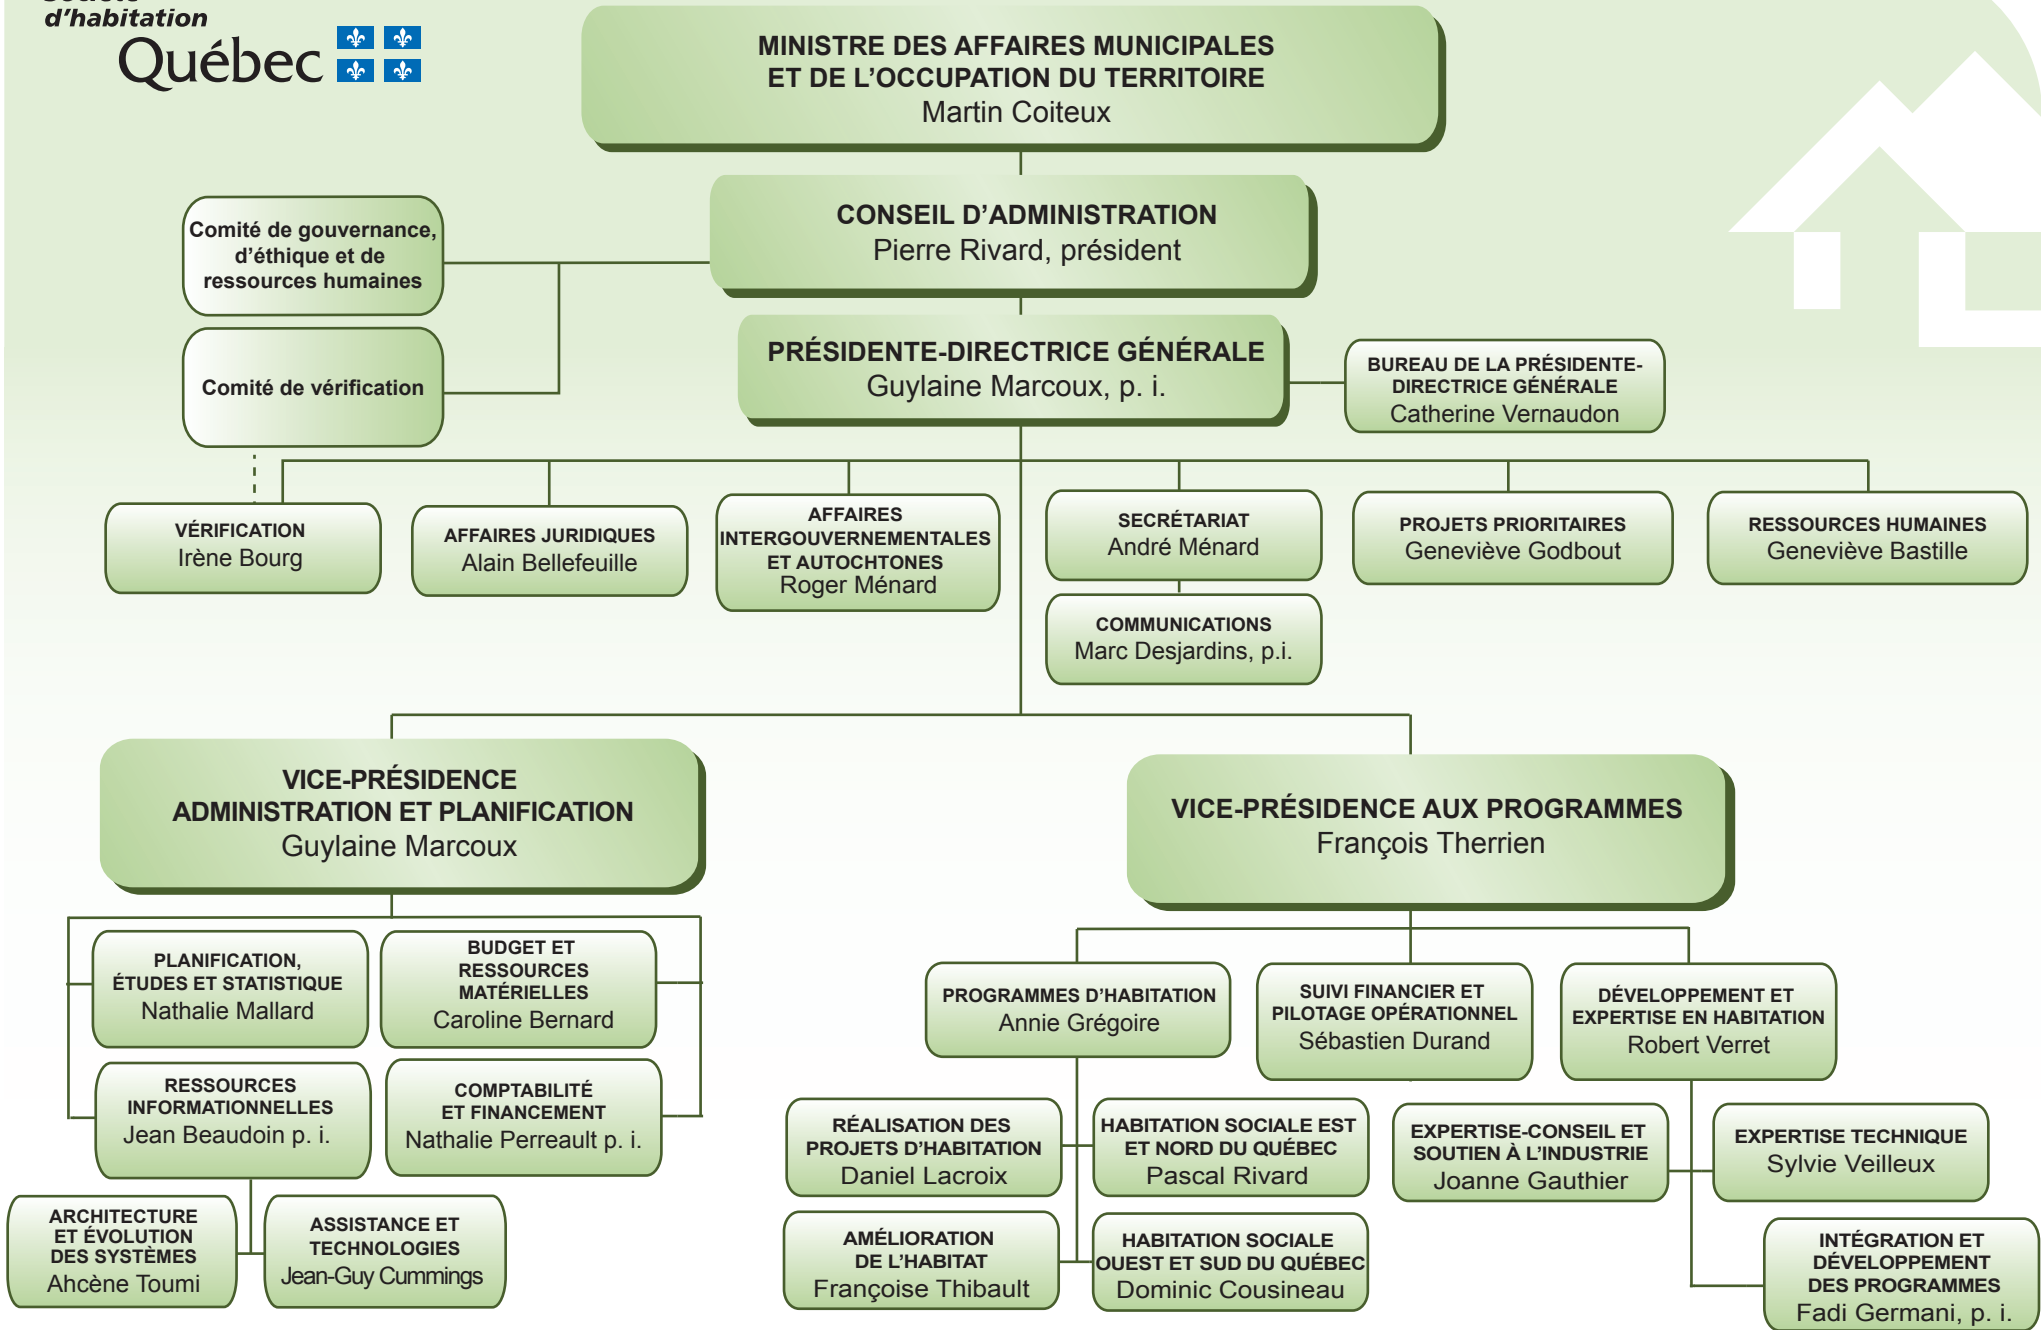 d'habitation
Québec
MINISTRE DES AFFAIRES MUNICIPALES
ET DE L'OCCUPATION DU TERRITOIRE
Martin Coiteux
CONSEIL D'ADMINISTRATION
Pierre Rivard, président
Comité de gouvernance,
d'éthique et de
ressources humaines
Comité de vérification
PRÉSIDENTE-DIRECTRICE GÉNÉRALE
Guylaine Marcoux, p. i.
BUREAU DE LA PRÉSIDENTE-
DIRECTRICE GÉNÉRALE
Catherine Vernaudon
VÉRIFICATION
Irène Bourg
AFFAIRES JURIDIQUES
Alain Bellefeuille
AFFAIRES
INTERGOUVERNEMENTALES
ET AUTOCHTONES
Roger Ménard
SECRÉTARIAT
André Ménard
PROJETS PRIORITAIRES
Geneviève Godbout
RESSOURCES HUMAINES
Geneviève Bastille
COMMUNICATIONS
Marc Desjardins, p.i.
VICE-PRÉSIDENCE
ADMINISTRATION ET PLANIFICATION
Guylaine Marcoux
VICE-PRÉSIDENCE AUX PROGRAMMES
François Therrien
PLANIFICATION,
ÉTUDES ET STATISTIQUE
Nathalie Mallard
BUDGET ET
RESSOURCES
MATÉRIELLES
Caroline Bernard
RESSOURCES
INFORMATIONNELLES
Jean Beaudoin p. i.
COMPTABILITÉ
ET FINANCEMENT
Nathalie Perreault p. i.
ARCHITECTURE
ET ÉVOLUTION
DES SYSTÈMES
Ahcène Toumi
ASSISTANCE ET
TECHNOLOGIES
Jean-Guy Cummings
PROGRAMMES D'HABITATION
Annie Grégoire
SUIVI FINANCIER ET
PILOTAGE OPÉRATIONNEL
Sébastien Durand
DÉVELOPPEMENT ET
EXPERTISE EN HABITATION
Robert Verret
RÉALISATION DES
PROJETS D'HABITATION
Daniel Lacroix
HABITATION SOCIALE EST
ET NORD DU QUÉBEC
Pascal Rivard
EXPERTISE-CONSEIL ET
SOUTIEN À L'INDUSTRIE
Joanne Gauthier
EXPERTISE TECHNIQUE
Sylvie Veilleux
AMÉLIORATION
DE L'HABITAT
Françoise Thibault
HABITATION SOCIALE
OUEST ET SUD DU QUÉBEC
Dominic Cousineau
INTÉGRATION ET
DÉVELOPPEMENT
DES PROGRAMMES
Fadi Germani, p. i.